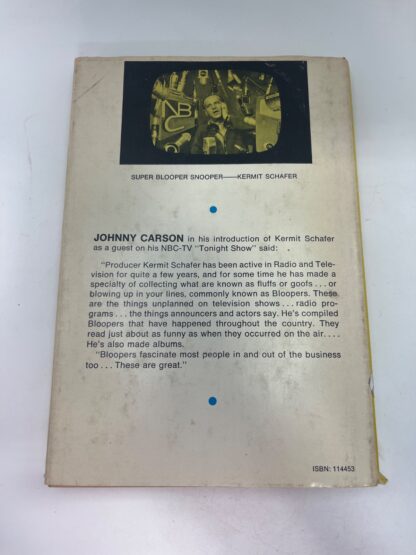 NBC
SUPER BLOOPER SNOOPER——KERMIT SCHAFER
JOHNNY CARSON in his introduction of Kermit Schafer
as a guest on his NBC-TV "Tonight Show" said:
"Producer Kermit Schafer has been active in Radio and Tele-
vision for quite a few years, and for some time he has made a
specialty of collecting what are known as fluffs or goofs . . . or
blowing up in your lines, commonly known as Bloopers. These
are the things unplanned on television shows . . . radio pro-
grams . . . the things announcers and actors say. He's compiled
Bloopers that have happened throughout the country. They
read just about as funny as when they occurred on the air. . . .
He's also made albums.
"Bloopers fascinate most people in and out of the business
too . . . These are great."
ISBN: 114453